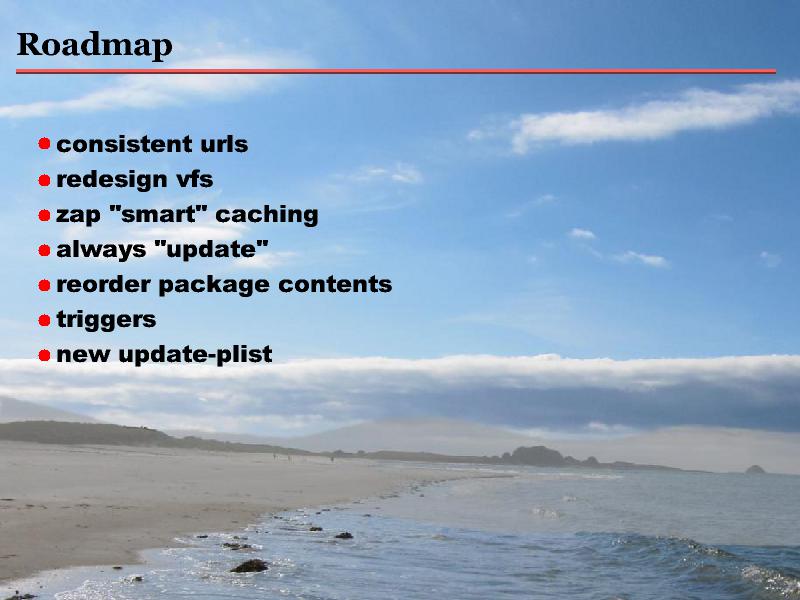 Roadmap
consistent urls
redesign vfs
zap "smart" caching
always "update"
reorder package contents
triggers
new update-plist